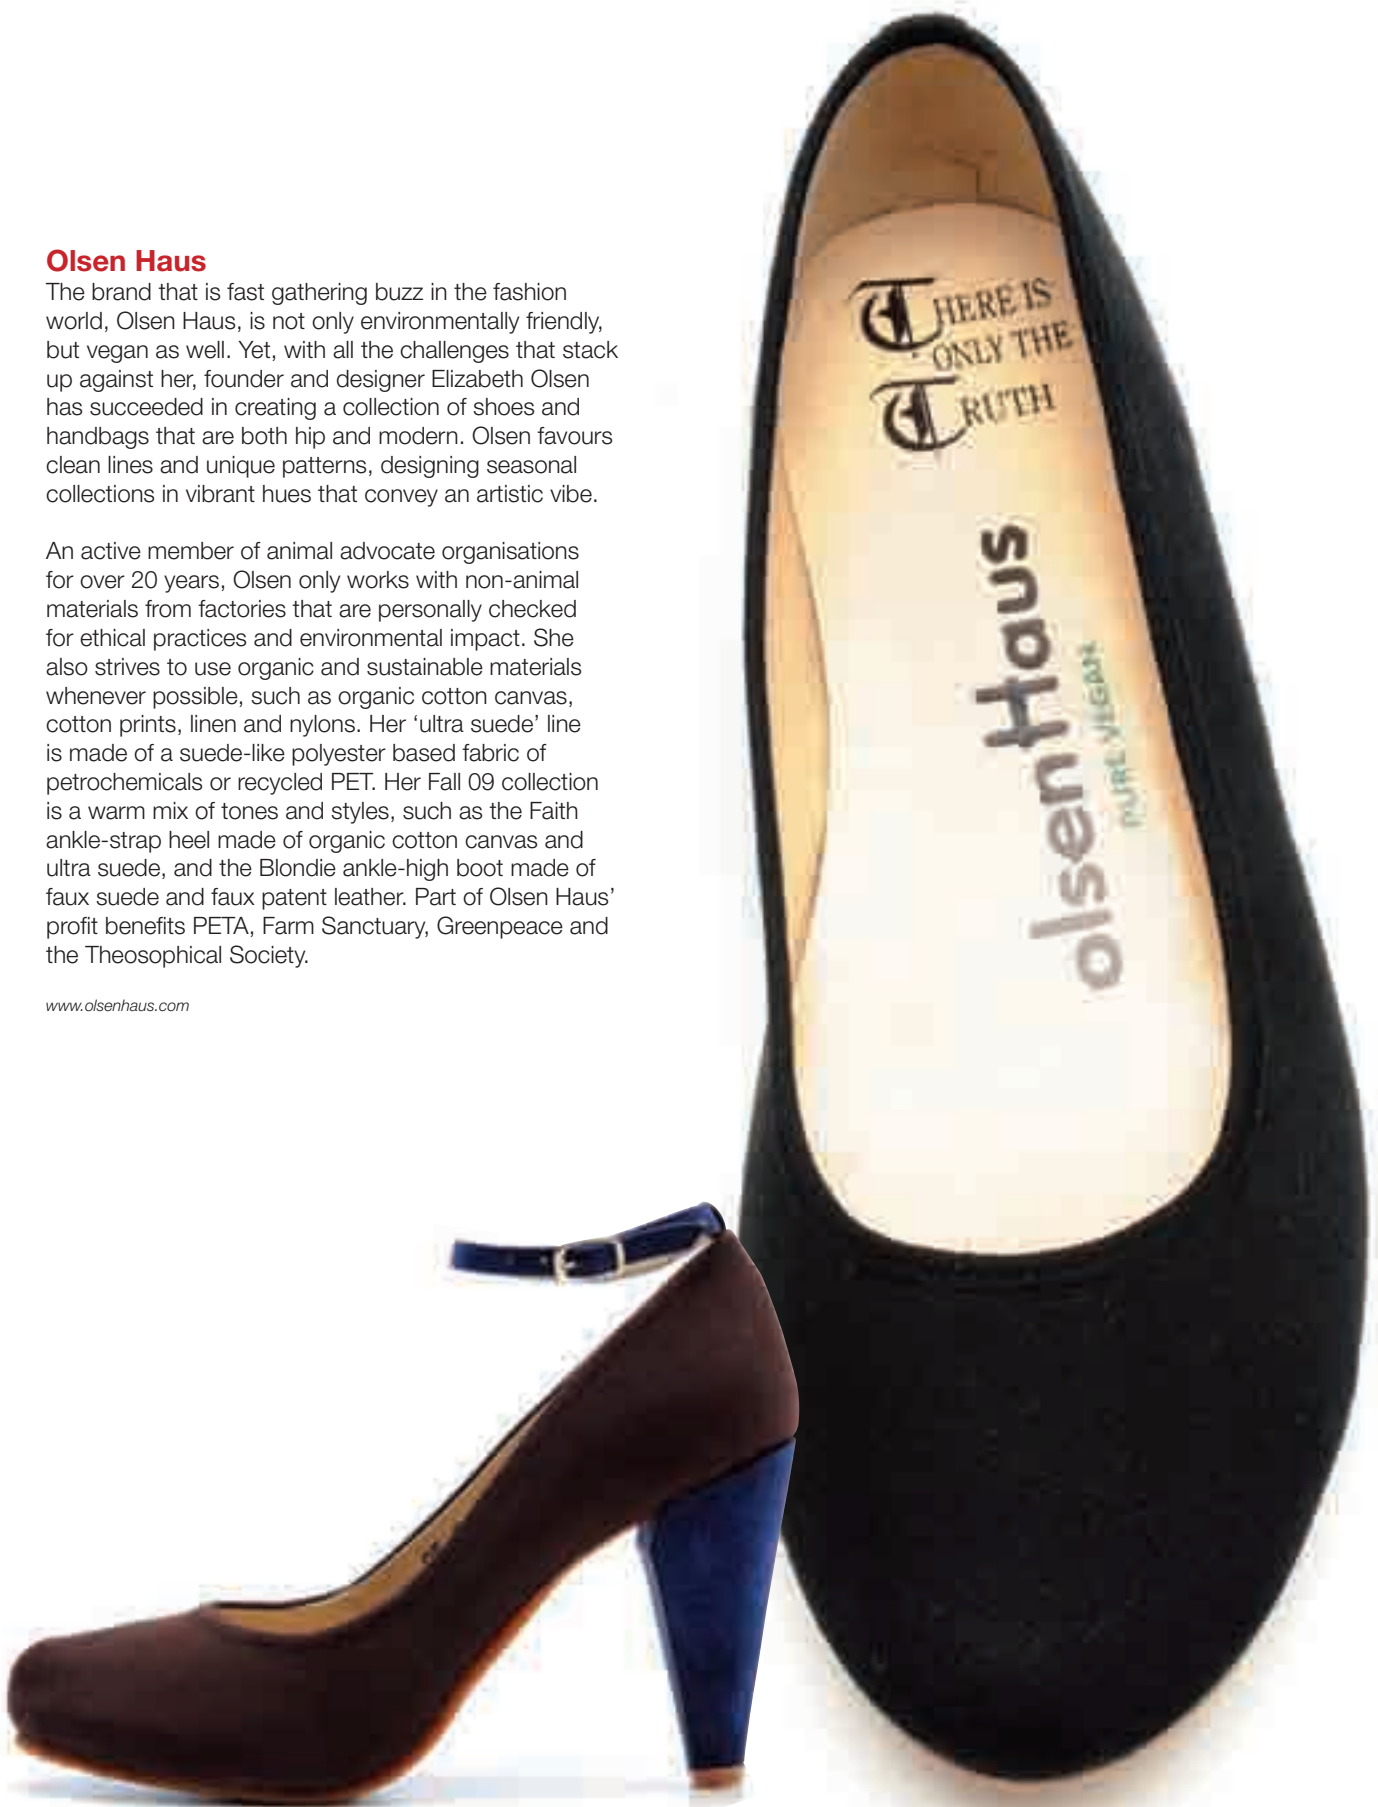 Olsen Haus
The brand that is fast gathering buzz in the fashion
world, Olsen Haus, is not only environmentally friendly,
but vegan as well. Yet, with all the challenges that stack
up against her, founder and designer Elizabeth Olsen
has succeeded in creating a collection of shoes and
handbags that are both hip and modern. Olsen favours
clean lines and unique patterns, designing seasonal
collections in vibrant hues that convey an artistic vibe.
An active member of animal advocate organisations
for over 20 years, Olsen only works with non-animal
materials from factories that are personally checked
for ethical practices and environmental impact. She
also strives to use organic and sustainable materials
whenever possible, such as organic cotton canvas,
cotton prints, linen and nylons. Her ‘ultra suede’ line
is made of a suede-like polyester based fabric of
petrochemicals or recycled PET. Her Fall 09 collection
is a warm mix of tones and styles, such as the Faith
ankle-strap heel made of organic cotton canvas and
ultra suede, and the Blondie ankle-high boot made of
faux suede and faux patent leather. Part of Olsen Haus’
profit benefits PETA, Farm Sanctuary, Greenpeace and
the Theosophical Society.
www.olsenhaus.com
THERE IS
ONLY THE
TRUTH
olsenHaus
PURE VEGAN